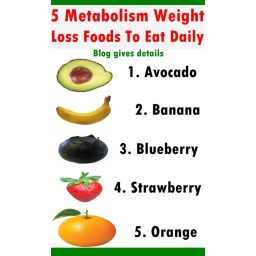 5 Metabolism Weight
Loss Foods To Eat Daily
Blog gives details
1. Avocado
2. Banana
3. Blueberry
4. Strawberry
5. Orange